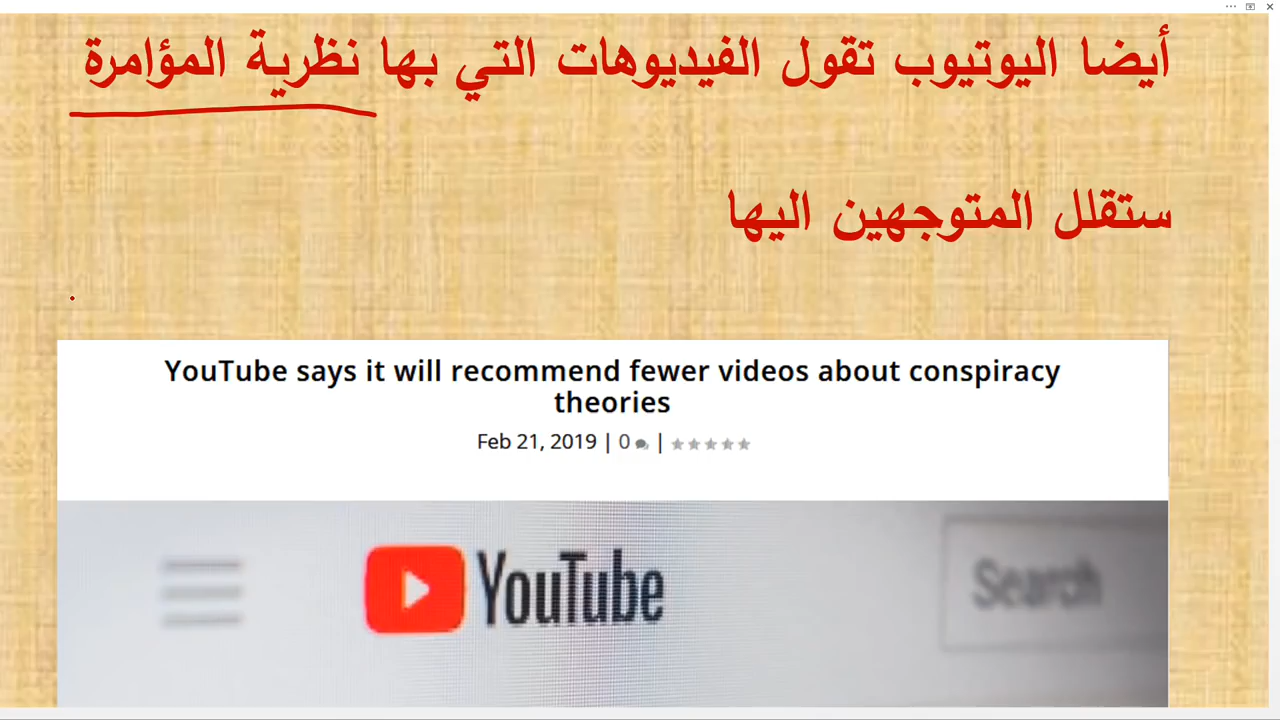 أيضا اليوتيوب تقول الفيديوهات التي بها نظرية المؤامرة
ستقلل المتوجهين اليها
YouTube says it will recommend fewer videos about conspiracy
theories
Feb 21, 2019 | 0 |
YouTube
Search